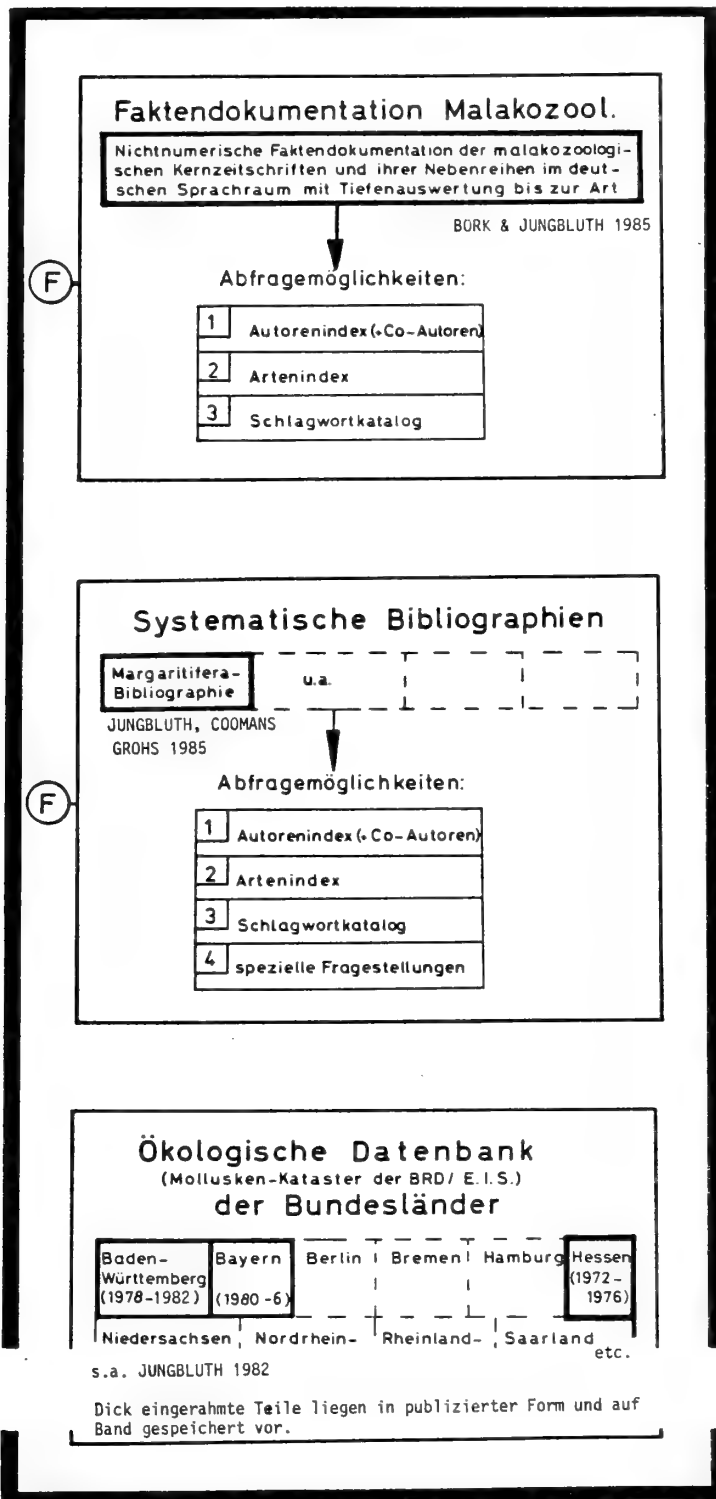 Faktendokumentation Malakozool.
Nichtnumerische Faktendokumentation der malakozoologi-
schen Kernzeitschriften und ihrer Nebenreihen im deut-
schen Sprachraum mit Tiefenauswertung bis zur Art
BORK & JUNGBLUTH 1985
F
Abfragemöglichkeiten:
1 Autorenindex (+Co-Autoren)
2 Artenindex
3 Schlagwortkatalog
Systematische Bibliographien
Margaritifera-
Bibliographie
u.a.
JUNGBLUTH, COOMANS
GROHS 1985
F
Abfragemöglichkeiten:
1 Autorenindex (+Co-Autoren)
2 Artenindex
3 Schlagwortkatalog
4 spezielle Fragestellungen
Ökologische Datenbank
(Mollusken-Kataster der BRD/ E.I.S.)
der Bundesländer
Baden-
Württemberg
(1978-1982)
Bayern
(1980-6)
Berlin
Bremen
Hamburg
Hessen
(1972-
1976)
Niedersachsen
Nordrhein-
Rheinland-
Saarland
etc.
s.a. JUNGBLUTH 1982
Dick eingerahmte Teile liegen in publizierter Form und auf
Band gespeichert vor.